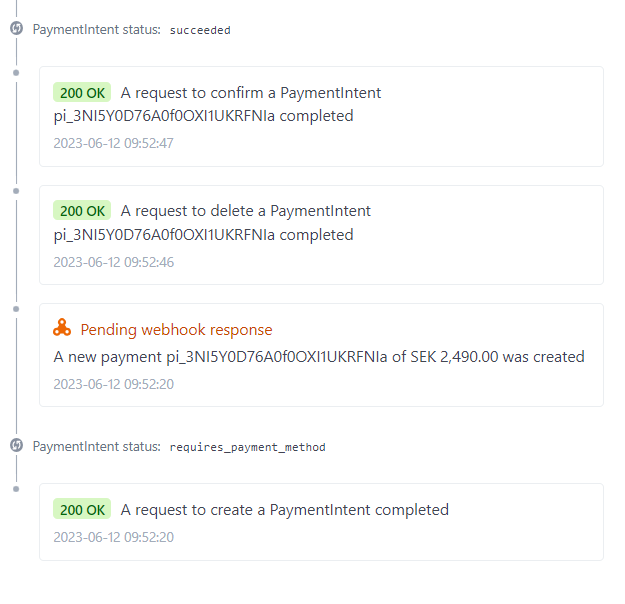 PaymentIntent status: succeeded
200 OK A request to confirm a PaymentIntent
pi_3NI5Y0D76A0f0OXI1UKRFNIa completed
2023-06-12 09:52:47
200 OK A request to delete a PaymentIntent
pi_3NI5Y0D76A0f0OXI1UKRFNIa completed
2023-06-12 09:52:46
Pending webhook response
A new payment pi_3NI5Y0D76A0f0OXI1UKRFNIa of SEK 2,490.00 was created
2023-06-12 09:52:20
PaymentIntent status: requires_payment_method
200 OK A request to create a PaymentIntent completed
2023-06-12 09:52:20